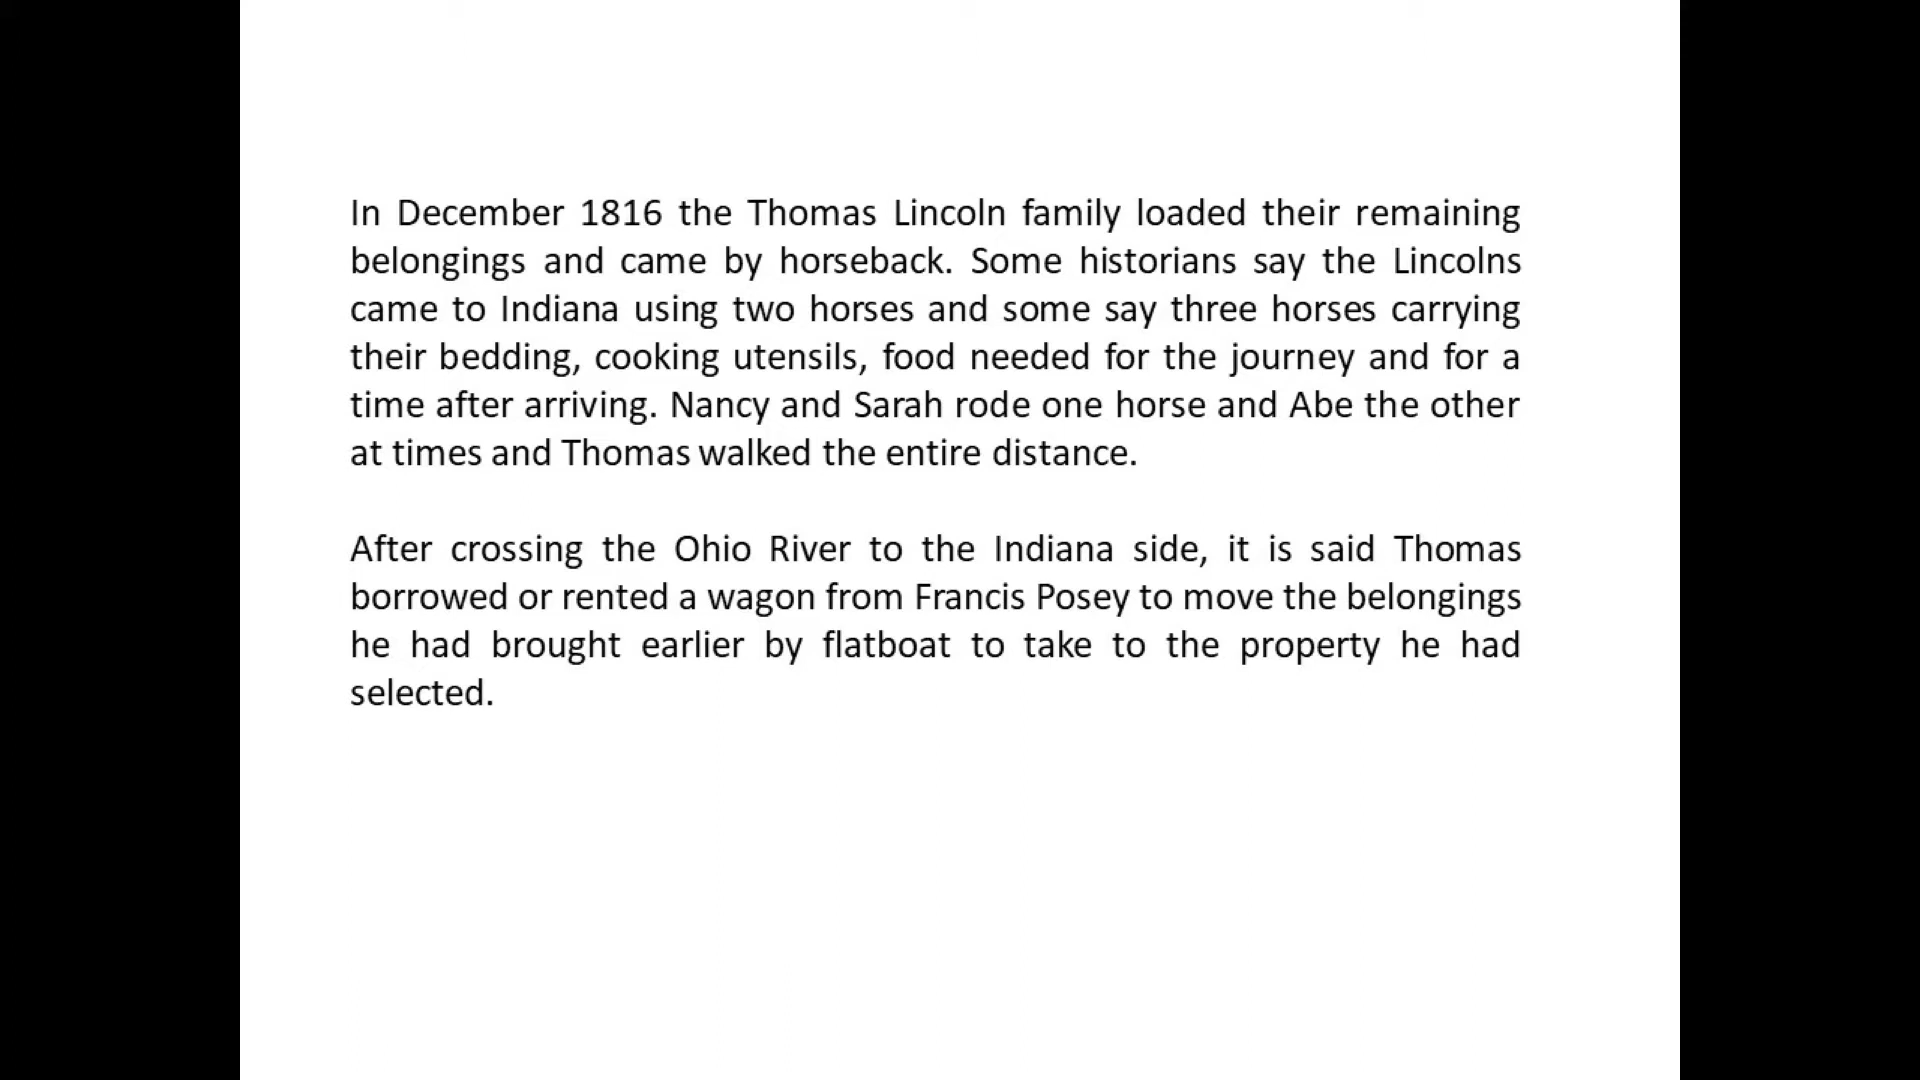 In December 1816 the Thomas Lincoln family loaded their remaining
belongings and came by horseback. Some historians say the Lincolns
came to Indiana using two horses and some say three horses carrying
their bedding, cooking utensils, food needed for the journey and for a
time after arriving. Nancy and Sarah rode one horse and Abe the other
at times and Thomas walked the entire distance.
After crossing the Ohio River to the Indiana side, it is said Thomas
borrowed or rented a wagon from Francis Posey to move the belongings
he had brought earlier by flatboat to take to the property he had
selected.